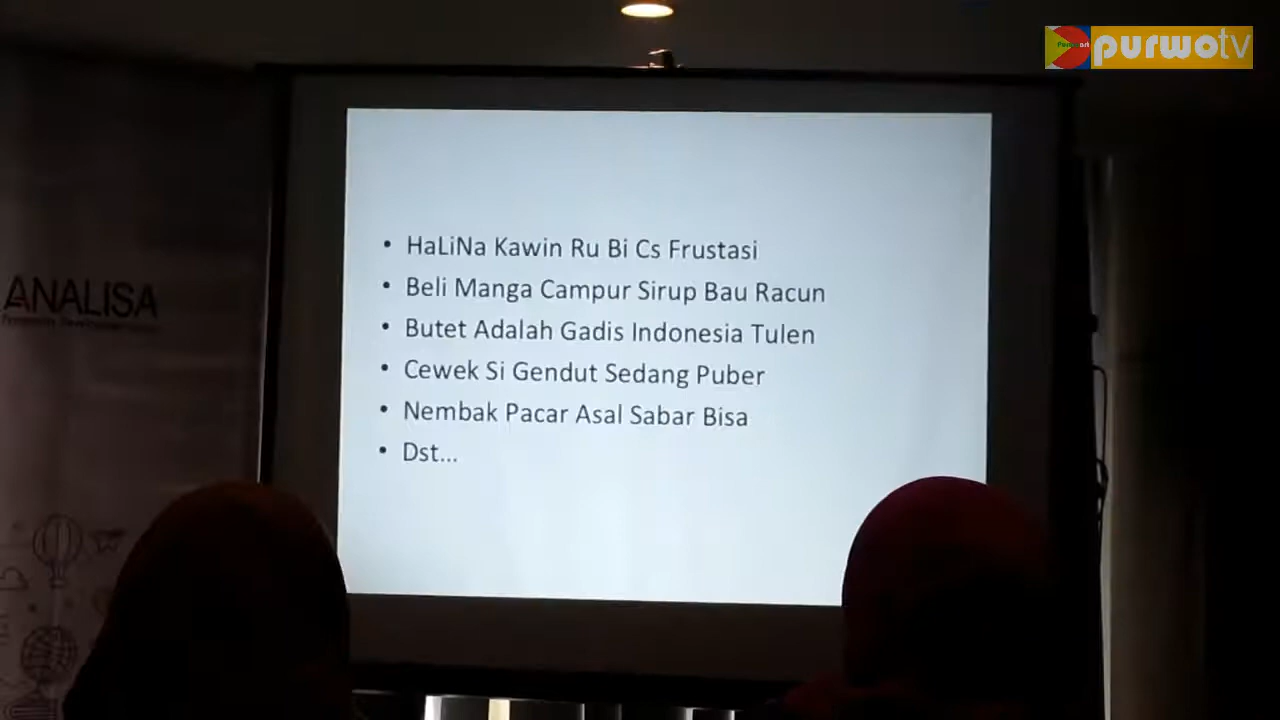 purwotv
HaLiNa Kawin Ru Bi Cs Frustasi
Beli Manga Campur Sirup Bau Racun
Butet Adalah Gadis Indonesia Tulen
Cewek Si Gendut Sedang Puber
Nembak Pacar Asal Sabar Bisa
Dst...
ANALISA